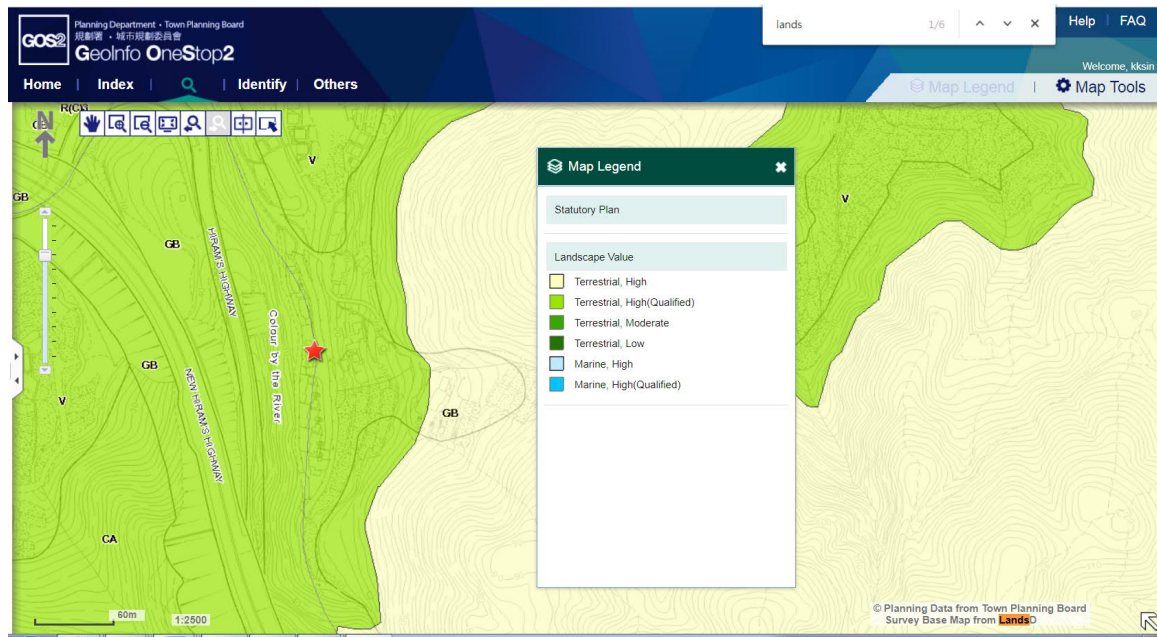 GOS2
Planning Department • Town Planning Board
規劃署 • 城市規劃委員會
GeoInfo OneStop2
lands 1/6
Help | FAQ
Welcome, kksin
Home | Index | | Identify | Others
Map Legend | Map Tools
R(C)3
N
V
GB
GB
HIRAM'S HIGHWAY
Colour by the River
GB
NEW HIRAM'S HIGHWAY
V
GB
CA
V
Map Legend
Statutory Plan
Landscape Value
Terrestrial, High
Terrestrial, High(Qualified)
Terrestrial, Moderate
Terrestrial, Low
Marine, High
Marine, High(Qualified)
60m
1:2500
© Planning Data from Town Planning Board
Survey Base Map from LandsD